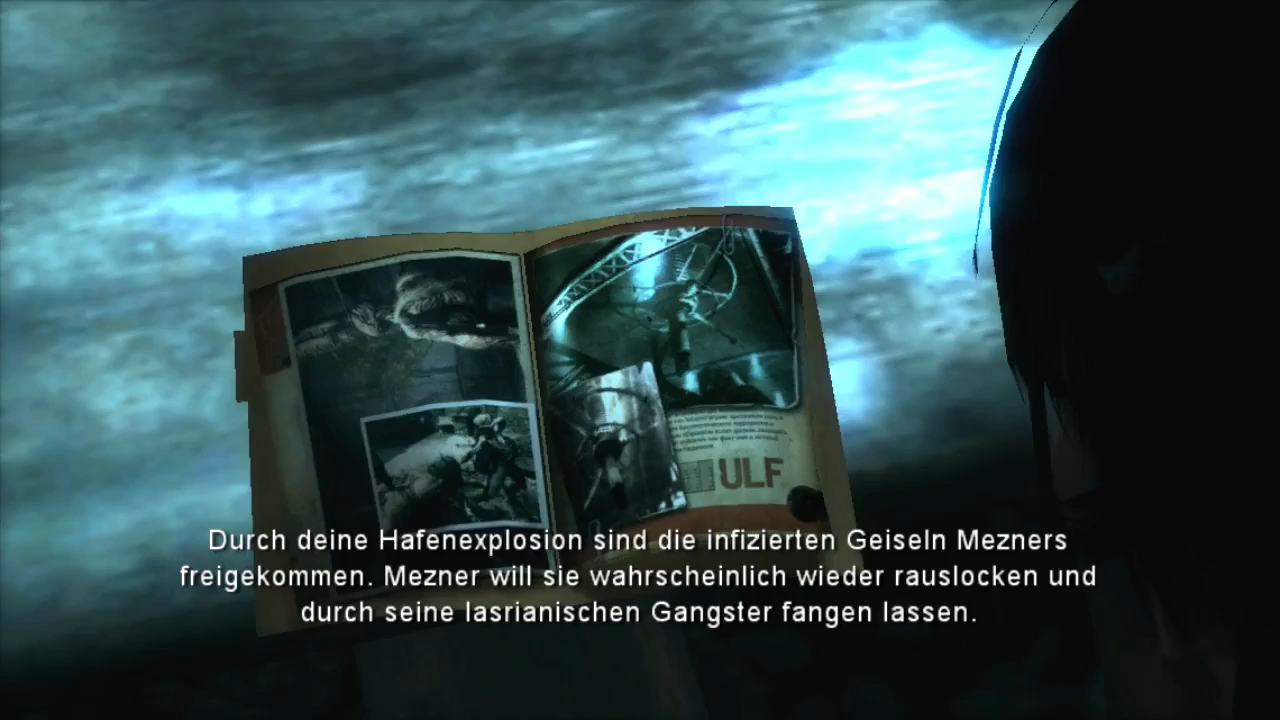 ULF
Durch deine Hafenexplosion sind die infizierten Geiseln Mezners
freigekommen. Mezner will sie wahrscheinlich wieder rauslocken und
durch seine lasrianischen Gangster fangen lassen.